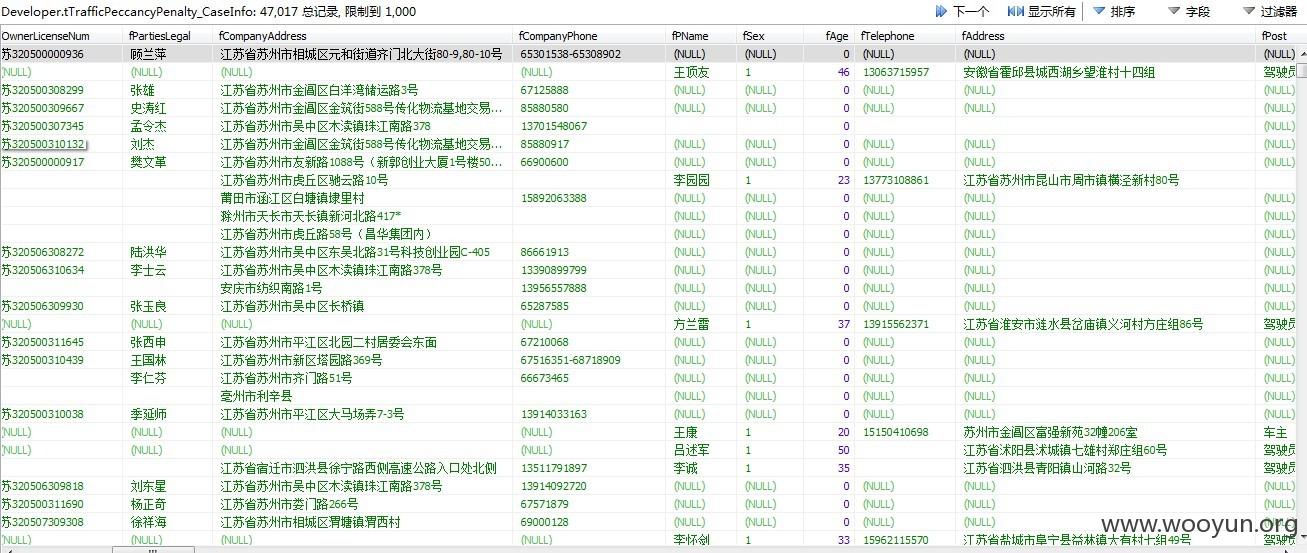 Developer.tTrafficPeccancyPenalty_CaseInfo: 47,017 总记录, 限制到 1,000 下一个 显示所有 排序 字段 过滤器
OwnerLicenseNum fPartiesLegal fCompanyAddress fCompanyPhone fPName fSex fAge fTelephone fAddress fPost
苏320500000936 顾兰萍 江苏省苏州市相城区元和街道齐门北大街80-9,80-10号 65301538-65308902 (NULL) (NULL) 0 (NULL) (NULL) (NULL)
(NULL) (NULL) (NULL) (NULL) 王顶友 1 46 13063715957 安徽省霍邱县城西湖乡望淮村十四组 驾驶员
苏320500308299 张雄 江苏省苏州市金阊区白洋湾储运路3号 67125888 (NULL) (NULL) 0 (NULL) (NULL) (NULL)
苏320500309667 史涛红 江苏省苏州市金阊区金筑街588号传化物流基地交易... 85880580 (NULL) (NULL) 0 (NULL) (NULL) (NULL)
苏320500307345 孟令杰 江苏省苏州市吴中区木渎镇珠江南路378 13701548067 0 (NULL)
苏320500310132 刘杰 江苏省苏州市金阊区金筑街588号传化物流基地交易... 85880917 (NULL) (NULL) 0 (NULL) (NULL) (NULL)
苏320500000917 樊文革 江苏省苏州市友新路1088号（新郭创业大厦1号楼50... 66900600 (NULL) (NULL) 0 (NULL) (NULL) (NULL)
江苏省苏州市虎丘区驰云路10号 李园园 1 23 13773108861 江苏省苏州市昆山市周市镇横泾新村80号
莆田市涵江区白塘镇埭里村 15892063388 (NULL) (NULL) 0 (NULL) (NULL) (NULL)
滁州市天长市天长镇新河北路417* (NULL) (NULL) 0 (NULL) (NULL) (NULL)
江苏省苏州市虎丘路58号（昌华集团内） (NULL) (NULL) 0 (NULL) (NULL) (NULL)
苏320506308272 陆洪华 江苏省苏州市吴中区东吴北路31号科技创业园C-405 86661913 (NULL) (NULL) 0 (NULL) (NULL) (NULL)
苏320506310634 李士云 江苏省苏州市吴中区木渎镇珠江南路378号 13390899799 (NULL) (NULL) 0 (NULL) (NULL) (NULL)
安庆市纺织南路1号 13956557888 (NULL) (NULL) 0 (NULL) (NULL) (NULL)
苏320506309930 张玉良 江苏省苏州市吴中区长桥镇 65287585 (NULL) (NULL) 0 (NULL) (NULL) (NULL)
(NULL) (NULL) (NULL) (NULL) 方兰雷 1 37 13915562371 江苏省淮安市涟水县岔庙镇义河村方庄组86号 驾驶员
苏320500311645 张西申 江苏省苏州市平江区北园二村居委会东面 67210068 (NULL) (NULL) 0 (NULL) (NULL) (NULL)
苏320500310439 王国林 江苏省苏州市新区塔园路369号 67516351-68718909 (NULL) (NULL) 0 (NULL) (NULL) (NULL)
李仁芬 江苏省苏州市齐门路51号 66673465 (NULL) (NULL) 0 (NULL) (NULL) (NULL)
亳州市利辛县 (NULL) (NULL) 0 (NULL) (NULL) (NULL)
苏320500310038 季延师 江苏省苏州市平江区大马场弄7-3号 13914033163 (NULL) (NULL) 0 (NULL) (NULL) (NULL)
(NULL) (NULL) (NULL) (NULL) 王康 1 20 15150410698 苏州市金阊区富强新苑32幢206室 车主
(NULL) (NULL) (NULL) (NULL) 吕述军 1 50 江苏省沭阳县沭城镇七雄村郑庄组60号 驾驶员
江苏省宿迁市泗洪县徐宁路西侧高速公路入口处北侧 13511791897 李诚 1 35 江苏省泗洪县青阳镇山河路32号 驾驶员
苏320506309818 刘东星 江苏省苏州市吴中区木渎镇珠江南路378号 13914092720 (NULL) (NULL) 0 (NULL) (NULL) (NULL)
苏320500311690 杨正奇 江苏省苏州市娄门路266号 67571879 (NULL) (NULL) 0 (NULL) (NULL) (NULL)
苏320507309308 徐祥海 江苏省苏州市相城区渭塘镇渭西村 69000128 (NULL) (NULL) 0 (NULL) (NULL)
(NULL) (NULL) (NULL) (NULL) 李怀剑 1 33 15962115570 江苏省盐城市阜宁县益林镇大有村十组49号 驾驶员
www.wooyun.org